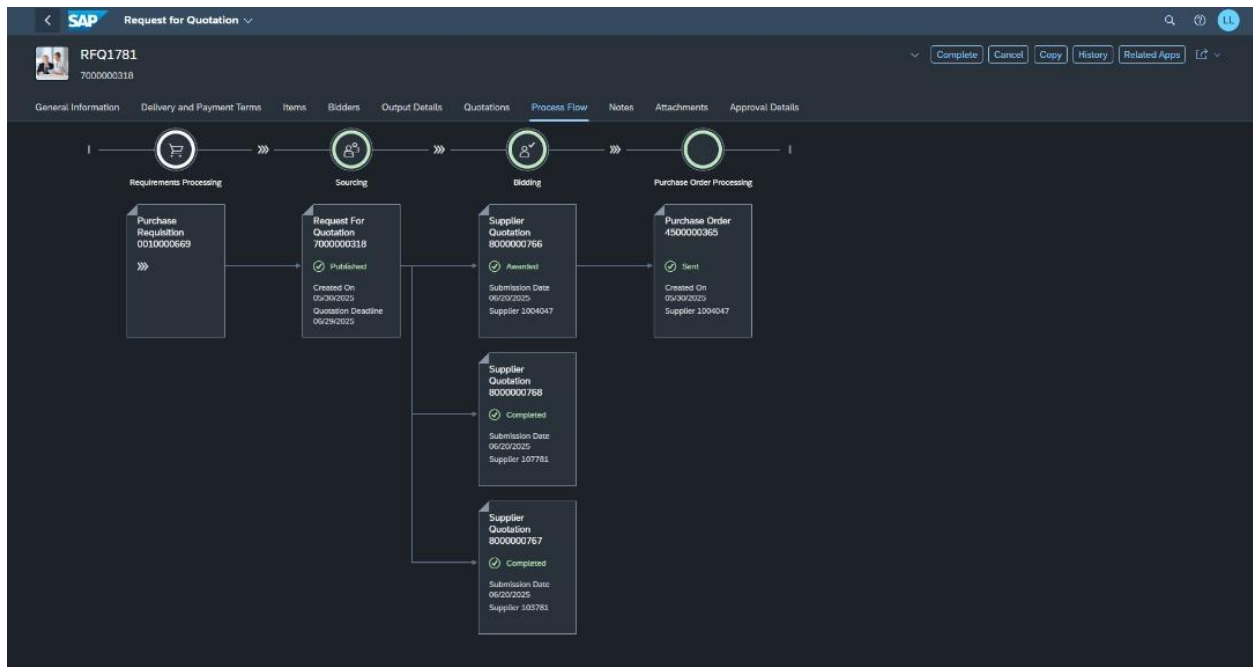 SAP
Request for Quotation
LL
RFQ1781
7000000318
Complete Cancel Copy History Related Apps
General Information Delivery and Payment Terms Items Bidders Output Details Quotations Process Flow Notes Attachments Approval Details
Requirements Processing Sourcing Bidding Purchase Order Processing
Purchase
Requisition
0010000669
Request For
Quotation
7000000318
Published
Created On
05/30/2025
Quotation Deadline
06/29/2025
Supplier
Quotation
8000000766
Awarded
Submission Date
06/20/2025
Supplier 1004047
Purchase Order
4500000365
Sent
Created On
05/30/2025
Supplier 1004047
Supplier
Quotation
8000000768
Completed
Submission Date
06/20/2025
Supplier 107781
Supplier
Quotation
8000000767
Completed
Submission Date
06/20/2025
Supplier 103781